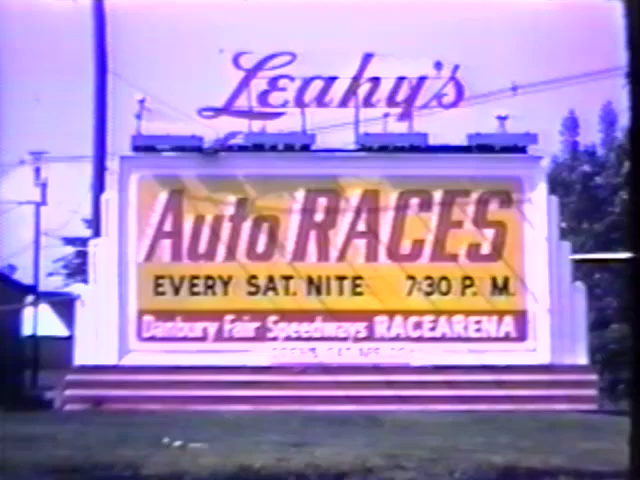 Leahy's
Auto RACES
EVERY SAT. NITE 7:30 P. M.
Danbury Fair Speedways RACEARENA